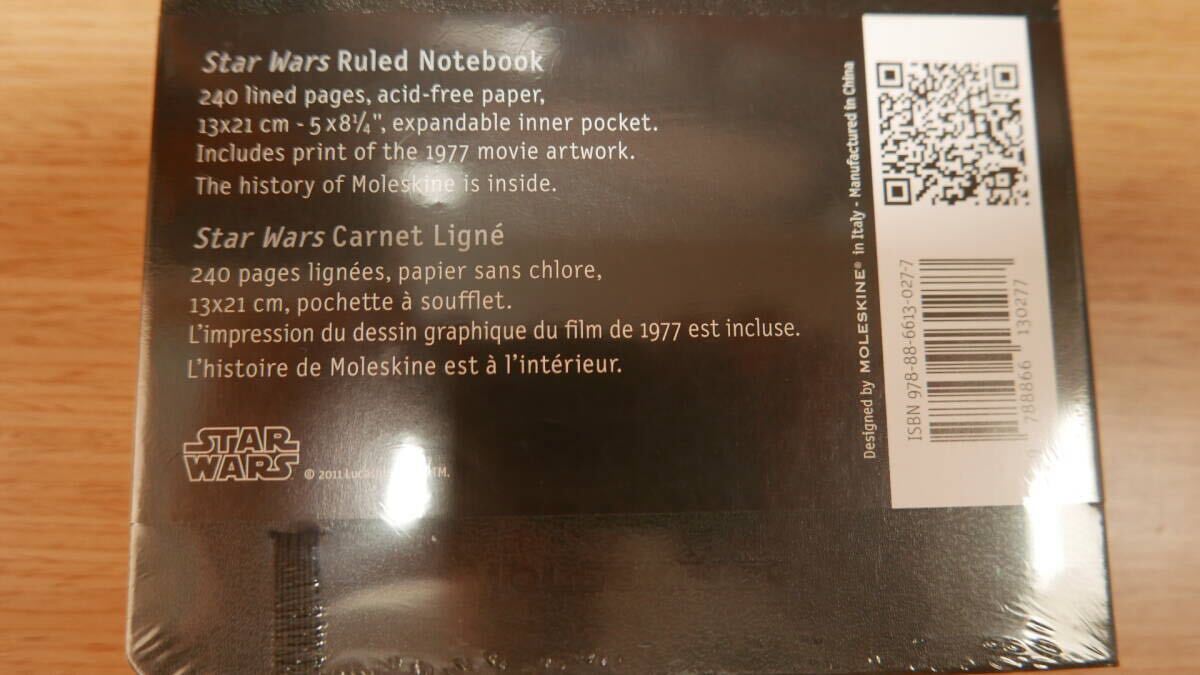 Star Wars Ruled Notebook
240 lined pages, acid-free paper,
13x21 cm - 5x8¼", expandable inner pocket.
Includes print of the 1977 movie artwork.
The history of Moleskine is inside.
Star Wars Carnet Ligné
240 pages lignées, papier sans chlore,
13x21 cm, pochette à soufflet.
L'impression du dessin graphique du film de 1977 est incluse.
L'histoire de Moleskine est à l'intérieur.
STAR
WARS
© 2011 TM.
Designed by MOLESKINE® in Italy - Manufactured in China
ISBN 978-88-6613-027-7
9 788866 130277